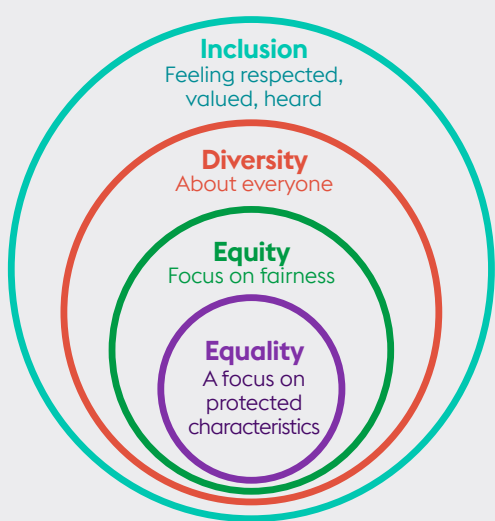 Inclusion
Feeling respected,
valued, heard
Diversity
About everyone
Equity
Focus on fairness
Equality
A focus on
protected
characteristics